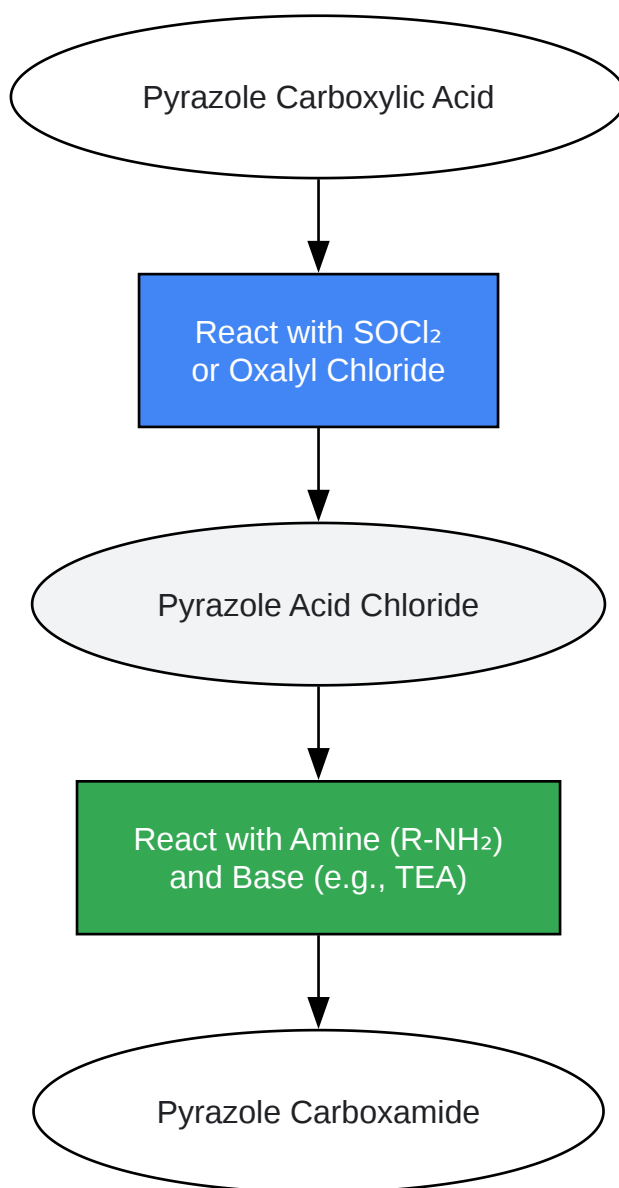 Pyrazole Carboxylic Acid
React with SOCl₂
or Oxalyl Chloride
Pyrazole Acid Chloride
React with Amine (R-NH₂)
and Base (e.g., TEA)
Pyrazole Carboxamide